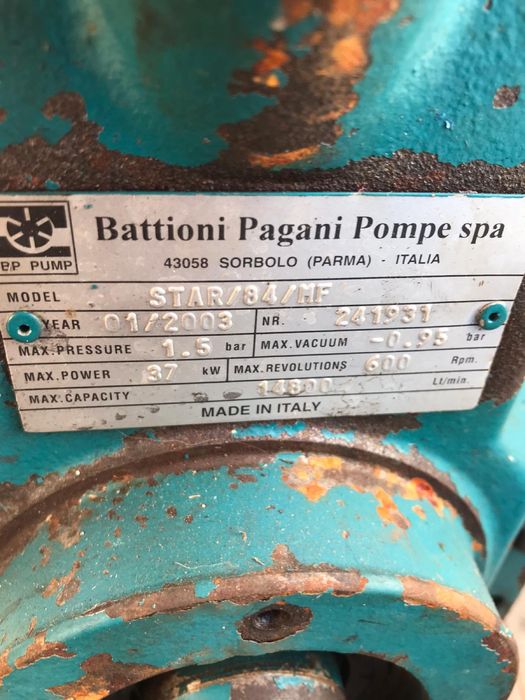 Battioni Pagani Pompe spa
B.P PUMP
43058 SORBOLO (PARMA) - ITALIA
MODEL STAR/84/MF
YEAR 01/2003 NR. 241931
MAX.PRESSURE 1.5 bar MAX.VACUUM -0.95 bar
MAX.POWER 37 kW MAX.REVOLUTIONS 600 Rpm.
MAX.CAPACITY Lt/min.
MADE IN ITALY